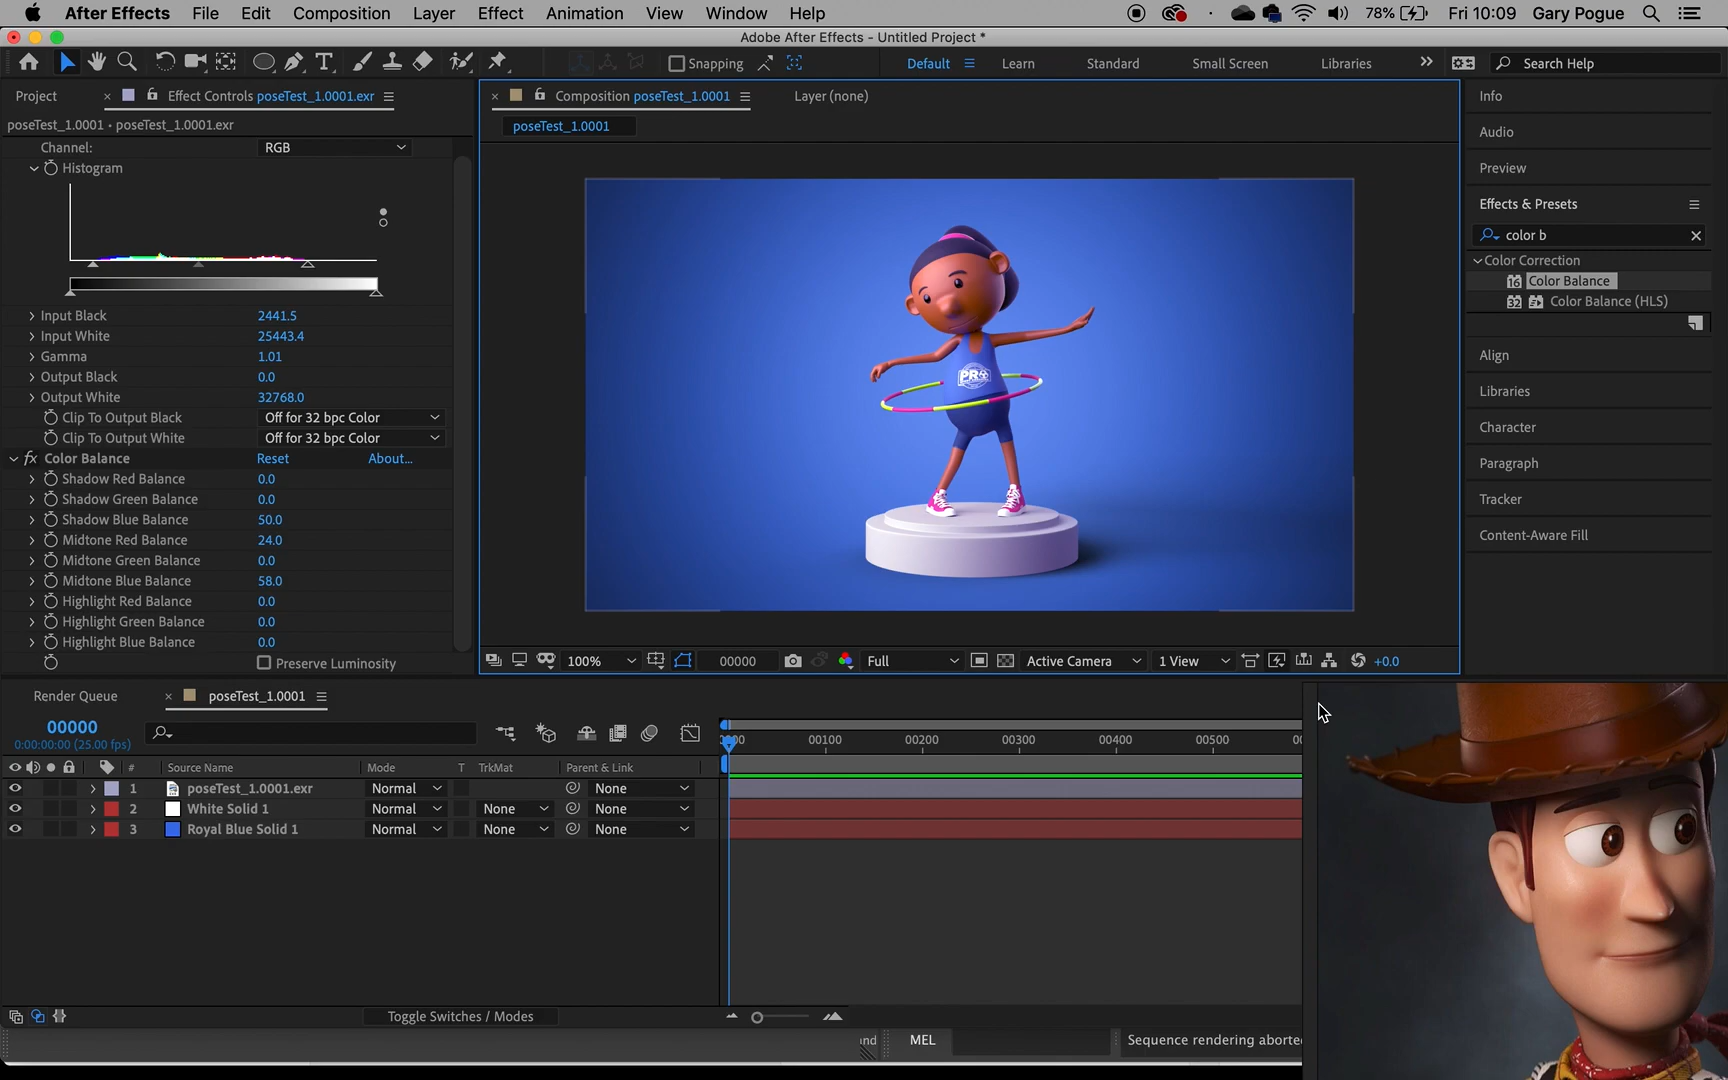 After Effects File Edit Composition Layer Effect Animation View Window Help 78% Fri 10:09 Gary Pogue
Adobe After Effects - Untitled Project *
Snapping Default Learn Standard Small Screen Libraries Search Help
Project Effect Controls poseTest_1.0001.exr
poseTest_1.0001 • poseTest_1.0001.exr
Channel: RGB
Histogram
Input Black 2441.5
Input White 25443.4
Gamma 1.01
Output Black 0.0
Output White 32768.0
Clip To Output Black Off for 32 bpc Color
Clip To Output White Off for 32 bpc Color
fx Color Balance Reset About...
Shadow Red Balance 0.0
Shadow Green Balance 0.0
Shadow Blue Balance 50.0
Midtone Red Balance 24.0
Midtone Green Balance 0.0
Midtone Blue Balance 58.0
Highlight Red Balance 0.0
Highlight Green Balance 0.0
Highlight Blue Balance 0.0
Preserve Luminosity
Composition poseTest_1.0001 Layer (none)
poseTest_1.0001
PRO
100% 00000 Full Active Camera 1 View +0.0
Info
Audio
Preview
Effects & Presets
color b
Color Correction
16 Color Balance
32 Color Balance (HLS)
Align
Libraries
Character
Paragraph
Tracker
Content-Aware Fill
Render Queue poseTest_1.0001
00000
0:00:00:00 (25.00 fps)
00100 00200 00300 00400 00500
# Source Name Mode T TrkMat Parent & Link
1 poseTest_1.0001.exr Normal None
2 White Solid 1 Normal None None
3 Royal Blue Solid 1 Normal None None
Toggle Switches / Modes
MEL Sequence rendering aborte